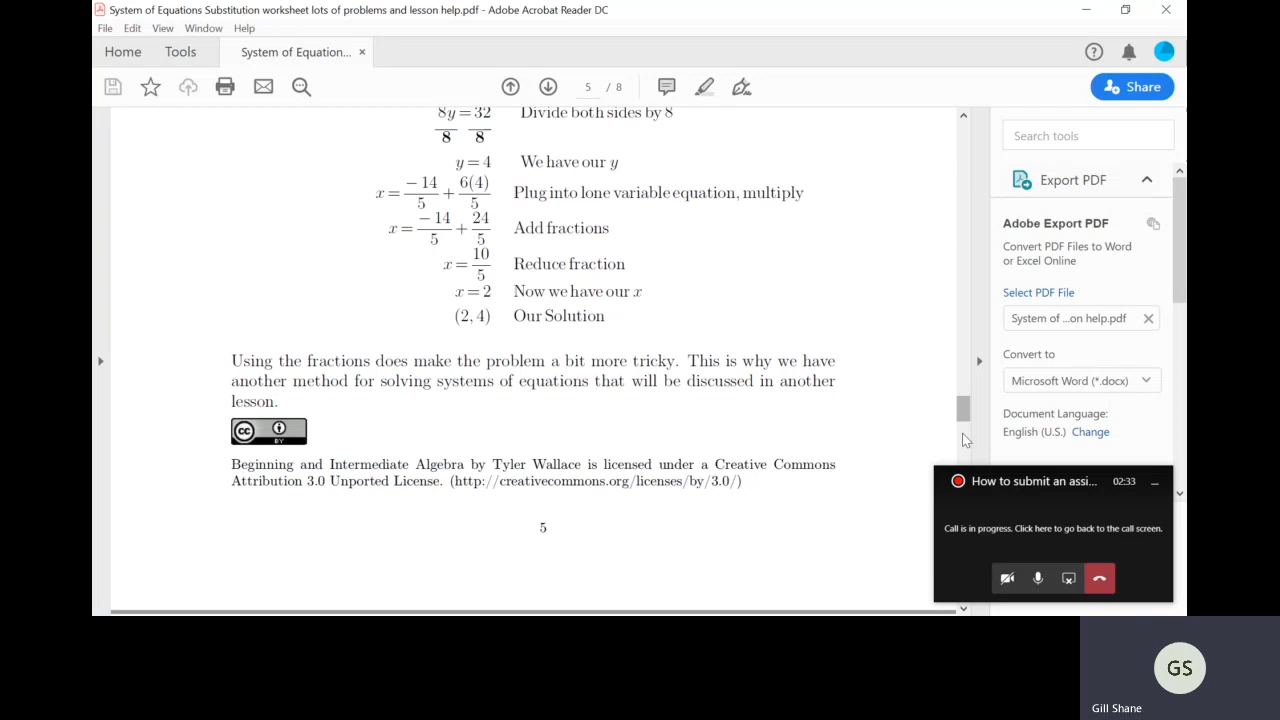 System of Equations Substitution worksheet lots of problems and lesson help.pdf - Adobe Acrobat Reader DC
File Edit View Window Help
Home Tools System of Equation... ×
5 / 8
Share
8y = 32 Divide both sides by 8
8 8
y = 4 We have our y
x = −14/5 + 6(4)/5 Plug into lone variable equation, multiply
x = −14/5 + 24/5 Add fractions
x = 10/5 Reduce fraction
x = 2 Now we have our x
(2, 4) Our Solution
Using the fractions does make the problem a bit more tricky. This is why we have
another method for solving systems of equations that will be discussed in another
lesson.
cc BY
Beginning and Intermediate Algebra by Tyler Wallace is licensed under a Creative Commons
Attribution 3.0 Unported License. (http://creativecommons.org/licenses/by/3.0/)
5
Search tools
Export PDF
Adobe Export PDF
Convert PDF Files to Word
or Excel Online
Select PDF File
System of ...on help.pdf
Convert to
Microsoft Word (*.docx)
Document Language:
English (U.S.) Change
How to submit an assi... 02:33
Call is in progress. Click here to go back to the call screen.
GS
Gill Shane